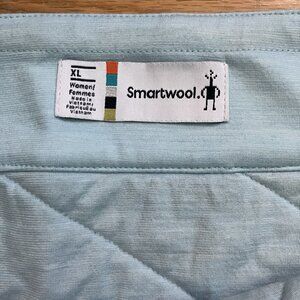 XL
Women/
Femmes
Made in
Vietnam/
Fabriqué au
Vietnam
Smartwool.